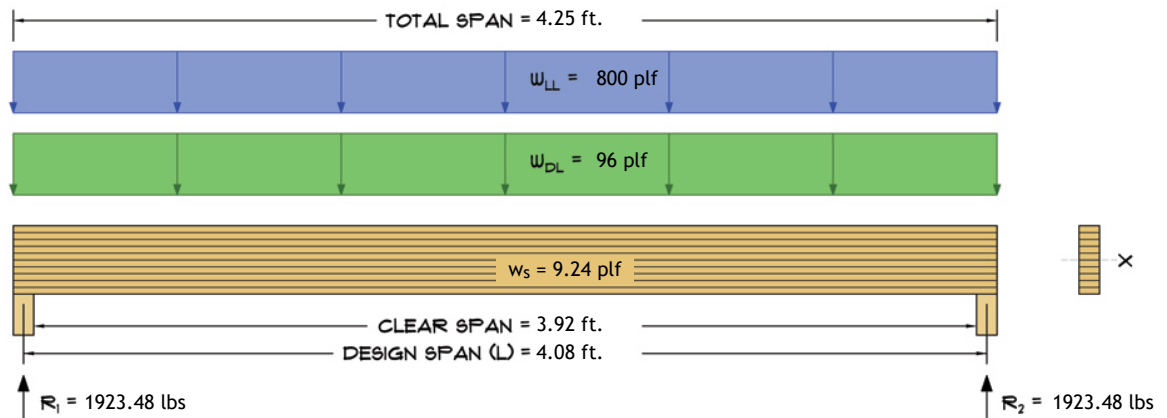 TOTAL SPAN = 4.25 ft.
wLL = 800 plf
wDL = 96 plf
ws = 9.24 plf
X
CLEAR SPAN = 3.92 ft.
DESIGN SPAN (L) = 4.08 ft.
R1 = 1923.48 lbs
R2 = 1923.48 lbs